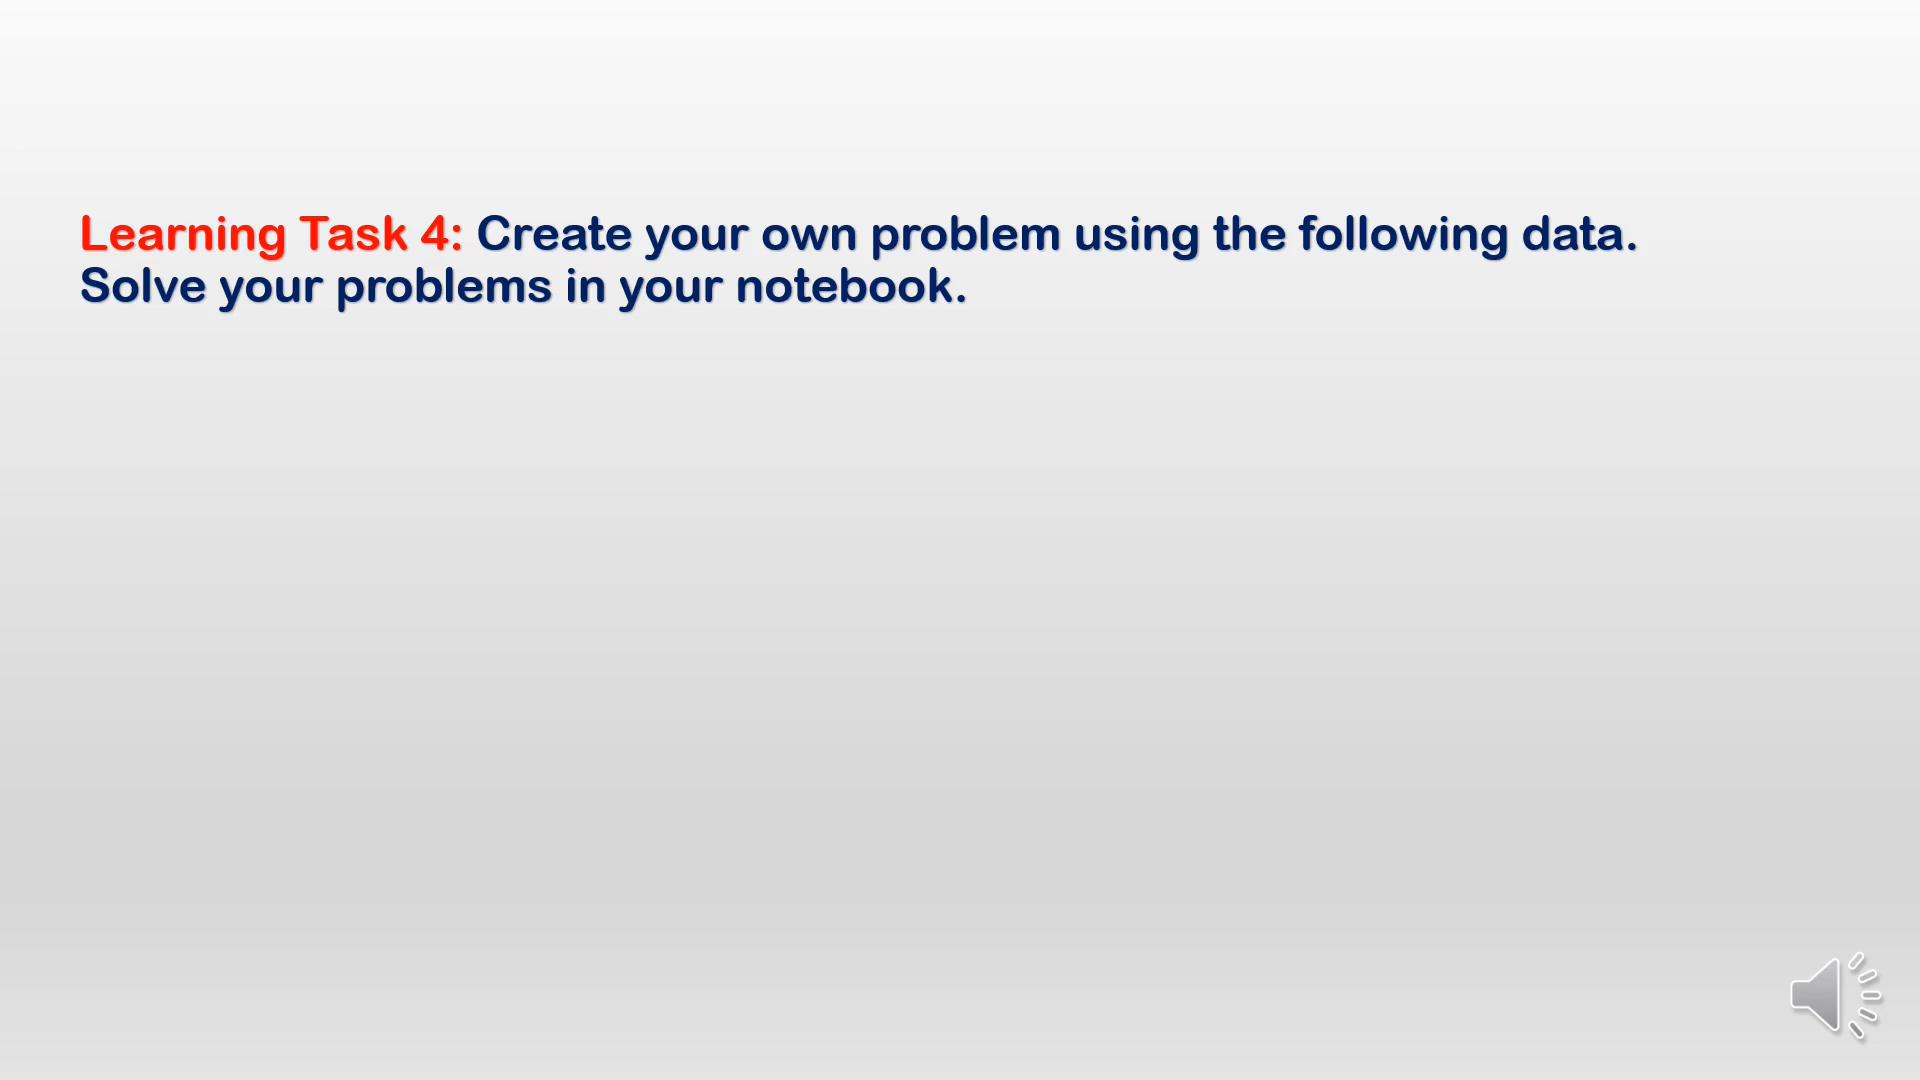 Learning Task 4: Create your own problem using the following data.
Solve your problems in your notebook.